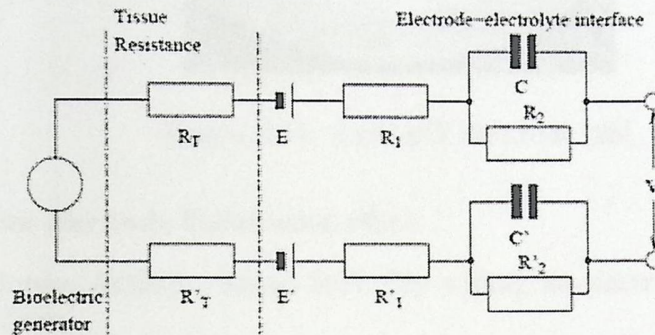 Tissue
Resistance
Electrode-electrolyte interface
C
R_T
E
R_1
R_2
V
C'
R'_2
R'_T
E'
R'_1
Bioelectric
generator